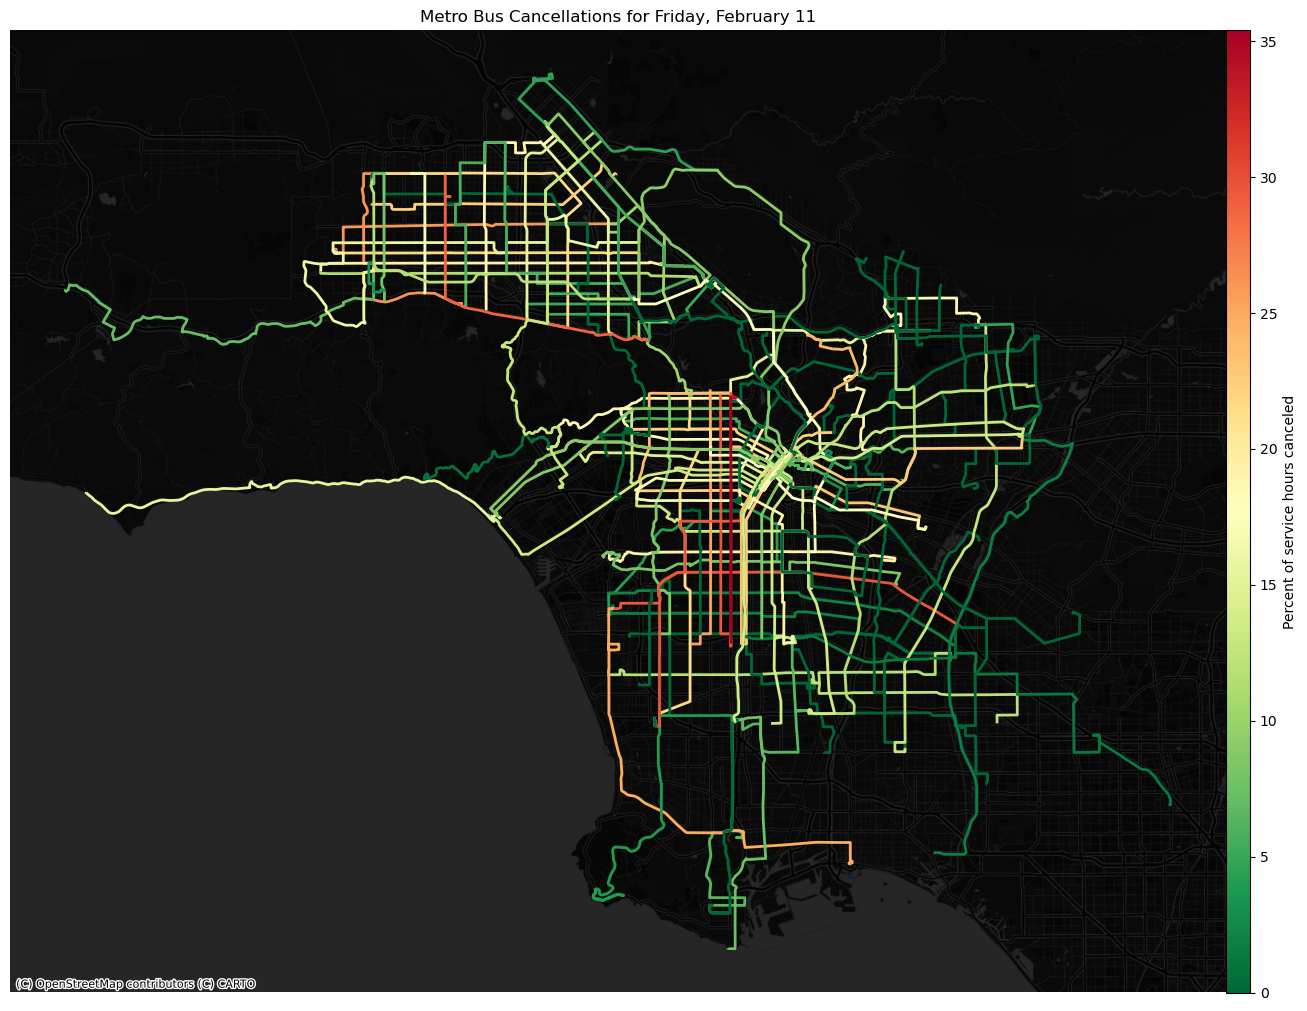 Metro Bus Cancellations for Friday, February 11
35
30
25
20
15
10
5
0
Percent of service hours canceled
(C) OpenStreetMap contributors (C) CARTO